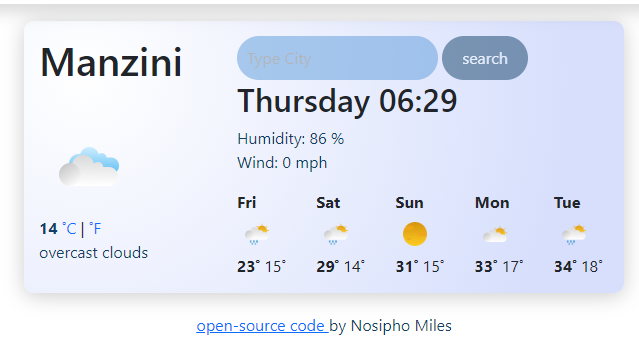 Manzini
Type City
search
Thursday 06:29
Humidity: 86 %
Wind: 0 mph
14 °C | °F
overcast clouds
Fri Sat Sun Mon Tue
23° 15° 29° 14° 31° 15° 33° 17° 34° 18°
open-source code by Nosipho Miles